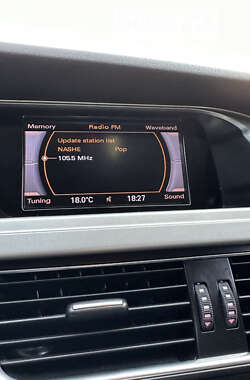 Memory Radio FM Waveband
Update station list
NASHE Pop
105.5 MHz
Tuning 18.0°C 18:27 Sound